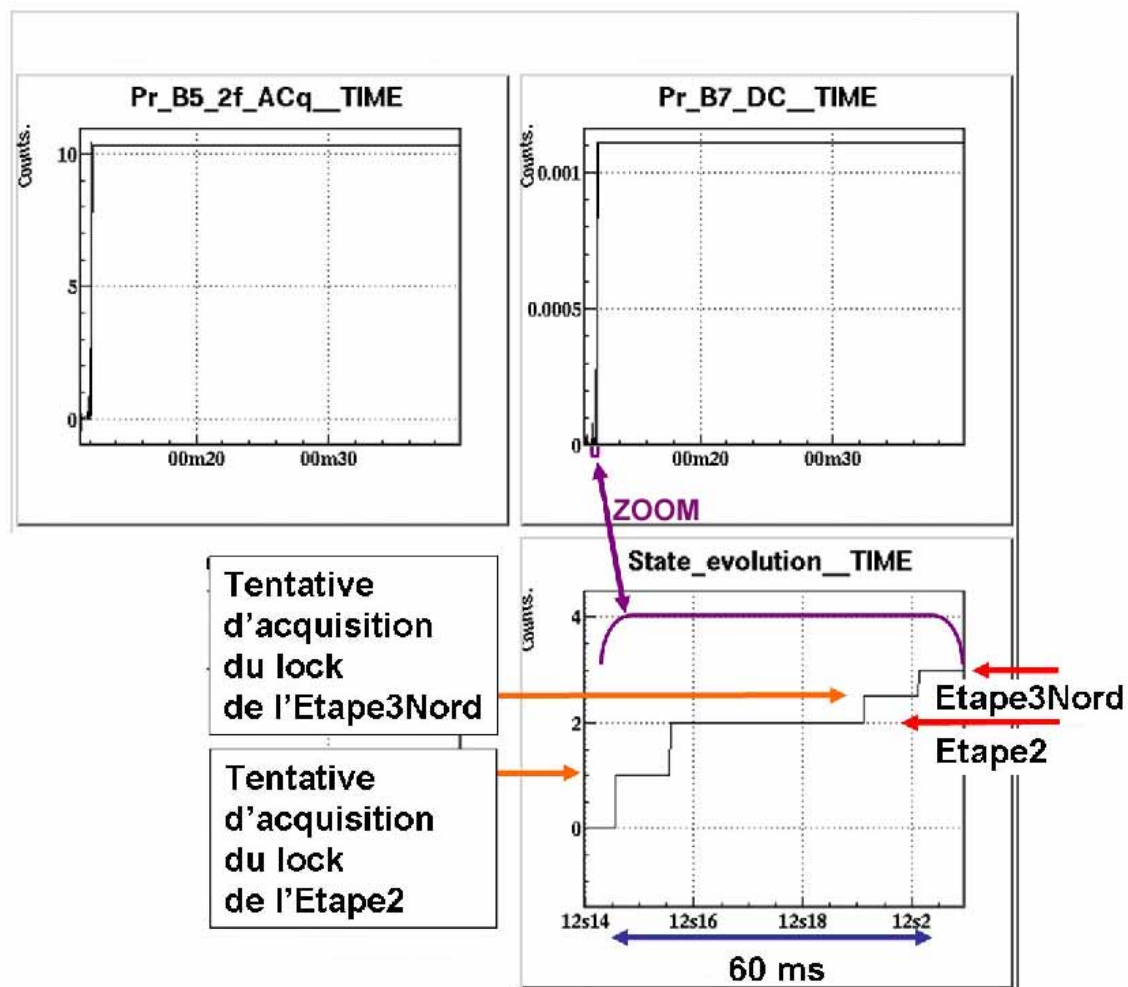 Pr_B5_2f_ACq__TIME
Counts.
10
5
0
00m20
00m30
Pr_B7_DC__TIME
Counts.
0.001
0.0005
0
00m20
00m30
ZOOM
State_evolution__TIME
Counts.
4
2
0
12s14
12s16
12s18
12s2
Tentative
d'acquisition
du lock
de l'Etape3Nord
Tentative
d'acquisition
du lock
de l'Etape2
Etape3Nord
Etape2
60 ms